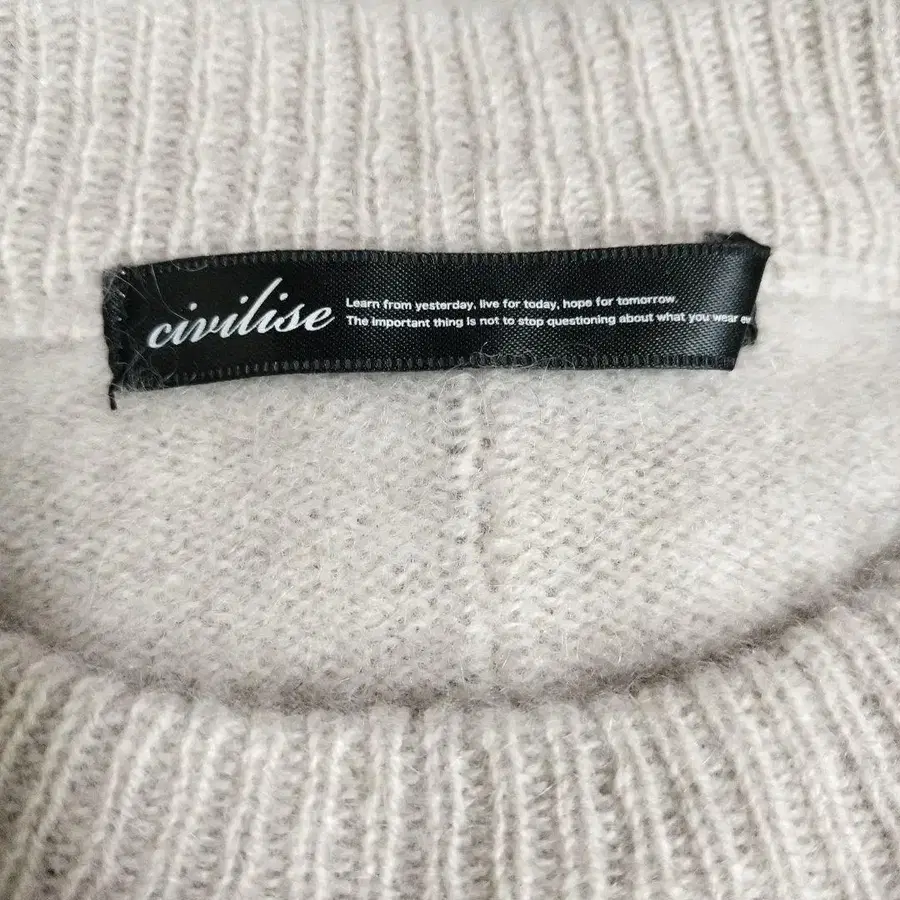 civilise
Learn from yesterday, live for today, hope for tomorrow.
The important thing is not to stop questioning about what you wear